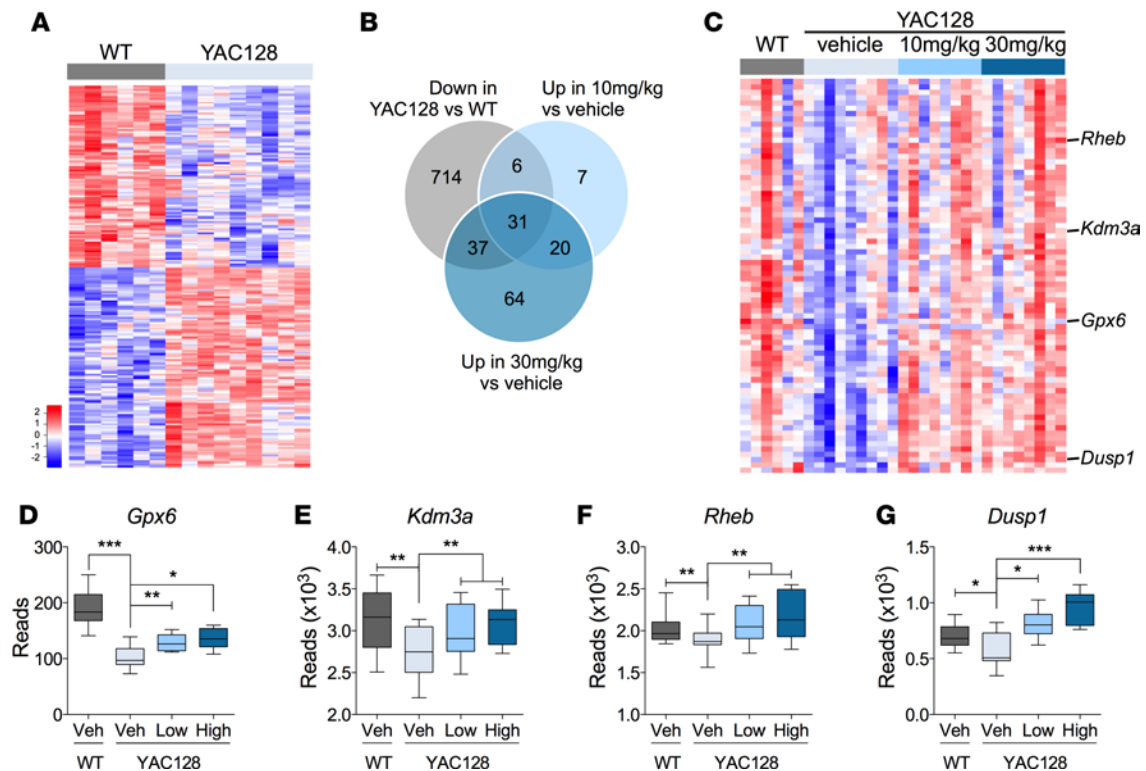 A
WT YAC128
2
1
0
-1
-2
B
Down in
YAC128 vs WT
Up in 10mg/kg
vs vehicle
714
6
7
31
37
20
64
Up in 30mg/kg
vs vehicle
C
YAC128
WT vehicle 10mg/kg 30mg/kg
Rheb
Kdm3a
Gpx6
Dusp1
D
Gpx6
Reads
300
200
100
0
***
**
*
Veh Veh Low High
WT YAC128
E
Kdm3a
Reads (x10³)
4.0
3.5
3.0
2.5
2.0
** **
Veh Veh Low High
WT YAC128
F
Rheb
Reads (x10³)
3.0
2.5
2.0
1.5
1.0
** **
Veh Veh Low High
WT YAC128
G
Dusp1
Reads (x10³)
1.5
1.0
0.5
0.0
***
* *
Veh Veh Low High
WT YAC128